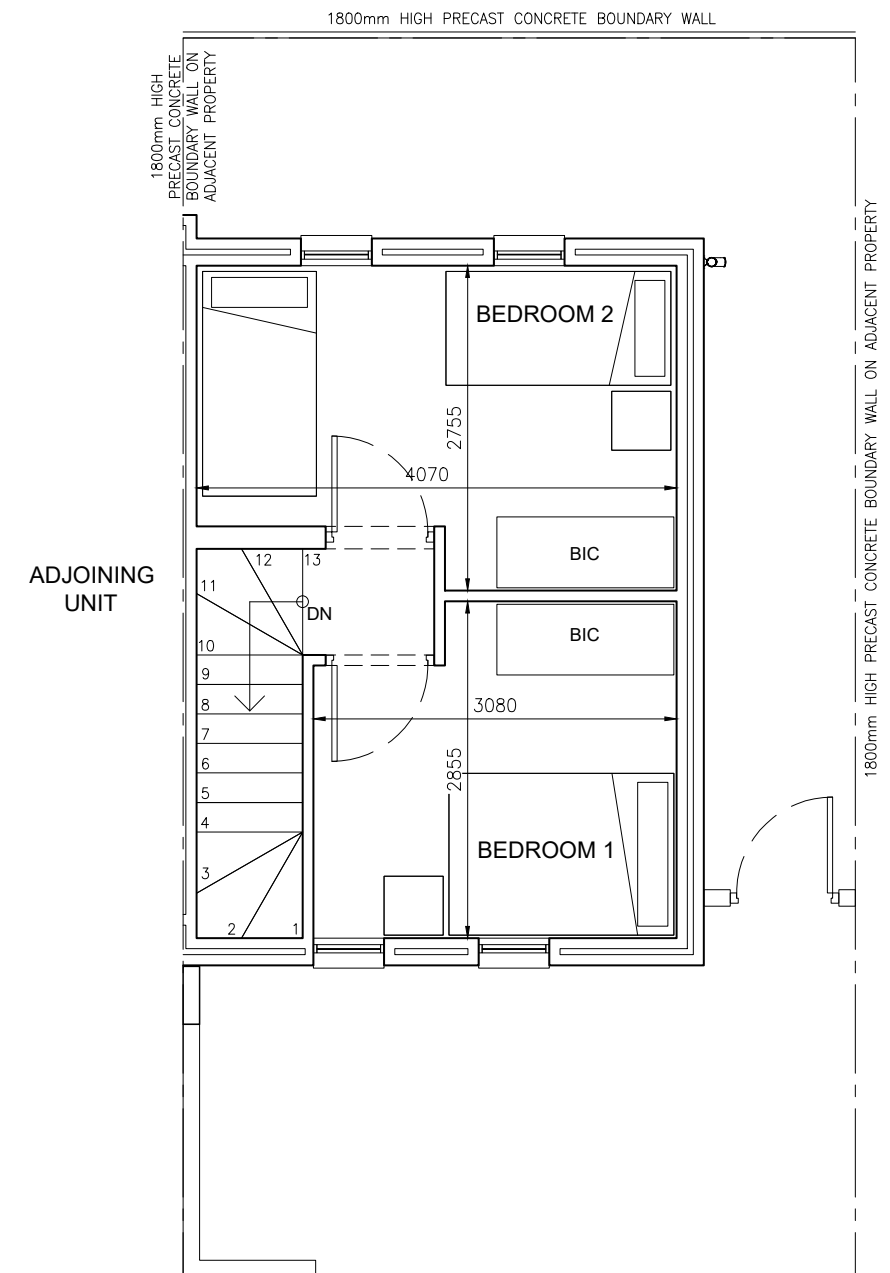 1800mm HIGH PRECAST CONCRETE BOUNDARY WALL
1800mm HIGH
PRECAST CONCRETE
BOUNDARY WALL ON
ADJACENT PROPERTY
1800mm HIGH PRECAST CONCRETE BOUNDARY WALL ON ADJACENT PROPERTY
BEDROOM 2
2755
4070
BIC
ADJOINING
UNIT
12
13
11
DN
10
9
8
7
6
5
4
3
2
1
BIC
3080
2855
BEDROOM 1